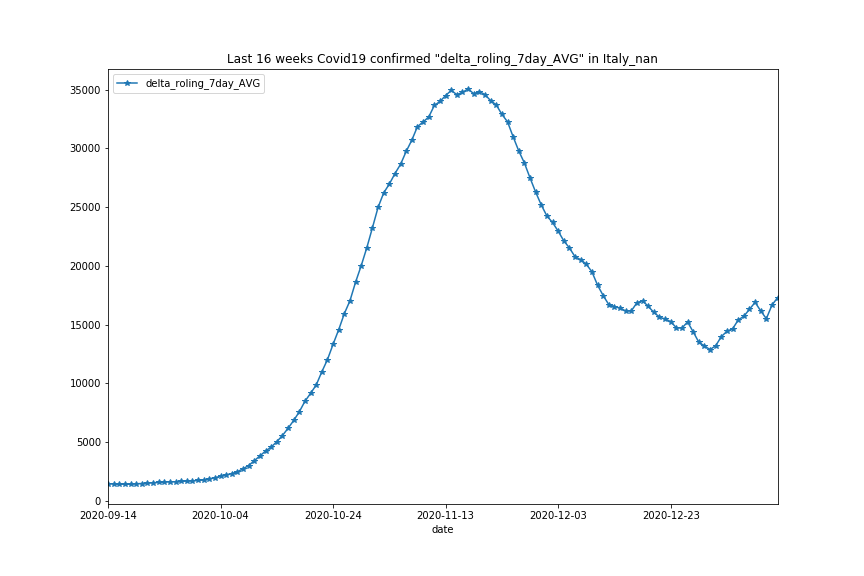 Last 16 weeks Covid19 confirmed "delta_roling_7day_AVG" in Italy_nan
delta_roling_7day_AVG
35000
30000
25000
20000
15000
10000
5000
0
2020-09-14 2020-10-04 2020-10-24 2020-11-13 2020-12-03 2020-12-23
date